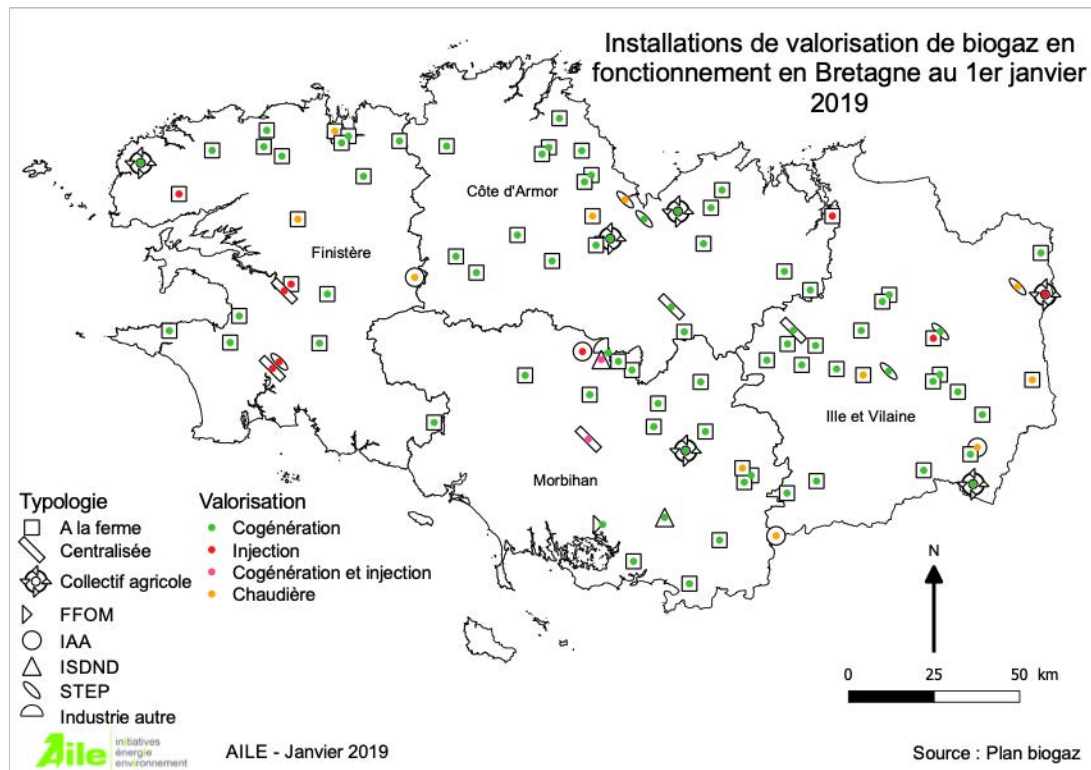 Installations de valorisation de biogaz en
fonctionnement en Bretagne au 1er janvier
2019
Côte d'Armor
Finistère
Ille et Vilaine
Morbihan
Typologie
A la ferme
Centralisée
Collectif agricole
FFOM
IAA
ISDND
STEP
Industrie autre
Valorisation
Cogénération
Injection
Cogénération et injection
Chaudière
N
0 25 50 km
Aile initiatives
énergie
environnement
AILE - Janvier 2019
Source : Plan biogaz